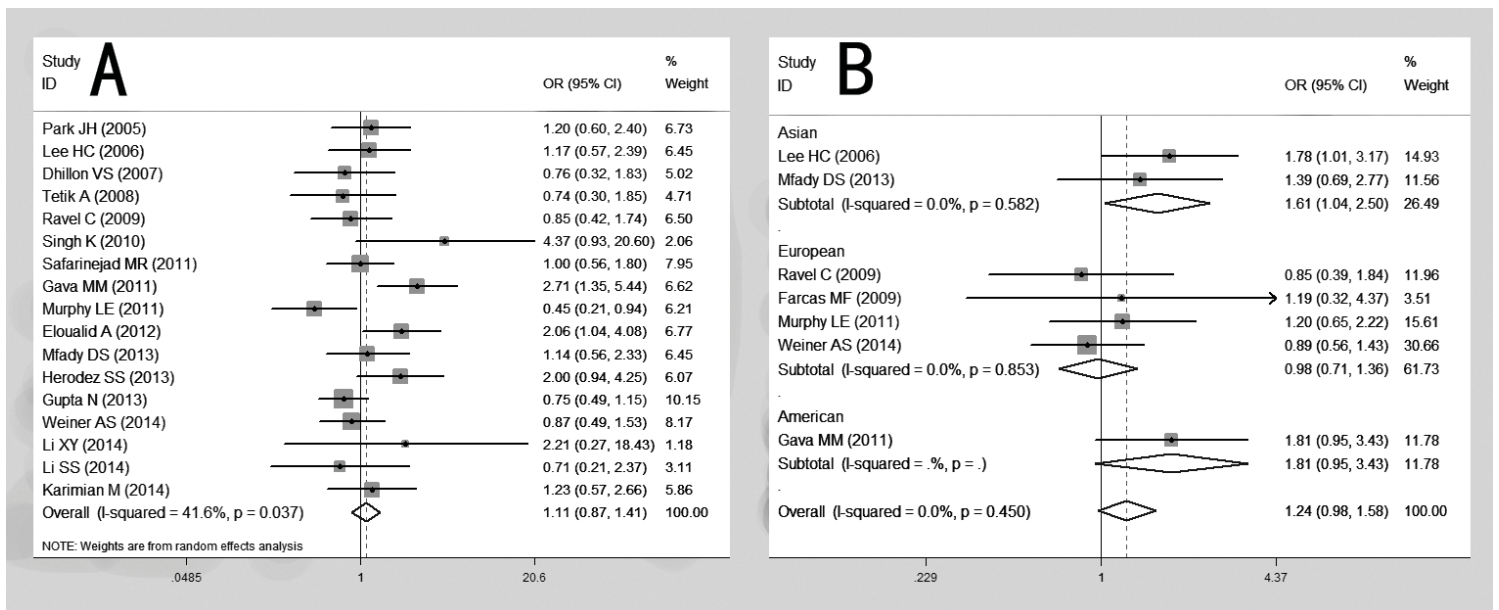 Study A %
ID OR (95% CI) Weight
Park JH (2005) 1.20 (0.60, 2.40) 6.73
Lee HC (2006) 1.17 (0.57, 2.39) 6.45
Dhillon VS (2007) 0.76 (0.32, 1.83) 5.02
Tetik A (2008) 0.74 (0.30, 1.85) 4.71
Ravel C (2009) 0.85 (0.42, 1.74) 6.50
Singh K (2010) 4.37 (0.93, 20.60) 2.06
Safarinejad MR (2011) 1.00 (0.56, 1.80) 7.95
Gava MM (2011) 2.71 (1.35, 5.44) 6.62
Murphy LE (2011) 0.45 (0.21, 0.94) 6.21
Eloualid A (2012) 2.06 (1.04, 4.08) 6.77
Mfady DS (2013) 1.14 (0.56, 2.33) 6.45
Herodez SS (2013) 2.00 (0.94, 4.25) 6.07
Gupta N (2013) 0.75 (0.49, 1.15) 10.15
Weiner AS (2014) 0.87 (0.49, 1.53) 8.17
Li XY (2014) 2.21 (0.27, 18.43) 1.18
Li SS (2014) 0.71 (0.21, 2.37) 3.11
Karimian M (2014) 1.23 (0.57, 2.66) 5.86
Overall (I-squared = 41.6%, p = 0.037) 1.11 (0.87, 1.41) 100.00
NOTE: Weights are from random effects analysis
.0485 1 20.6
Study B %
ID OR (95% CI) Weight
Asian
Lee HC (2006) 1.78 (1.01, 3.17) 14.93
Mfady DS (2013) 1.39 (0.69, 2.77) 11.56
Subtotal (I-squared = 0.0%, p = 0.582) 1.61 (1.04, 2.50) 26.49
.
European
Ravel C (2009) 0.85 (0.39, 1.84) 11.96
Farcas MF (2009) 1.19 (0.32, 4.37) 3.51
Murphy LE (2011) 1.20 (0.65, 2.22) 15.61
Weiner AS (2014) 0.89 (0.56, 1.43) 30.66
Subtotal (I-squared = 0.0%, p = 0.853) 0.98 (0.71, 1.36) 61.73
.
American
Gava MM (2011) 1.81 (0.95, 3.43) 11.78
Subtotal (I-squared = .%, p = .) 1.81 (0.95, 3.43) 11.78
.
Overall (I-squared = 0.0%, p = 0.450) 1.24 (0.98, 1.58) 100.00
.229 1 4.37